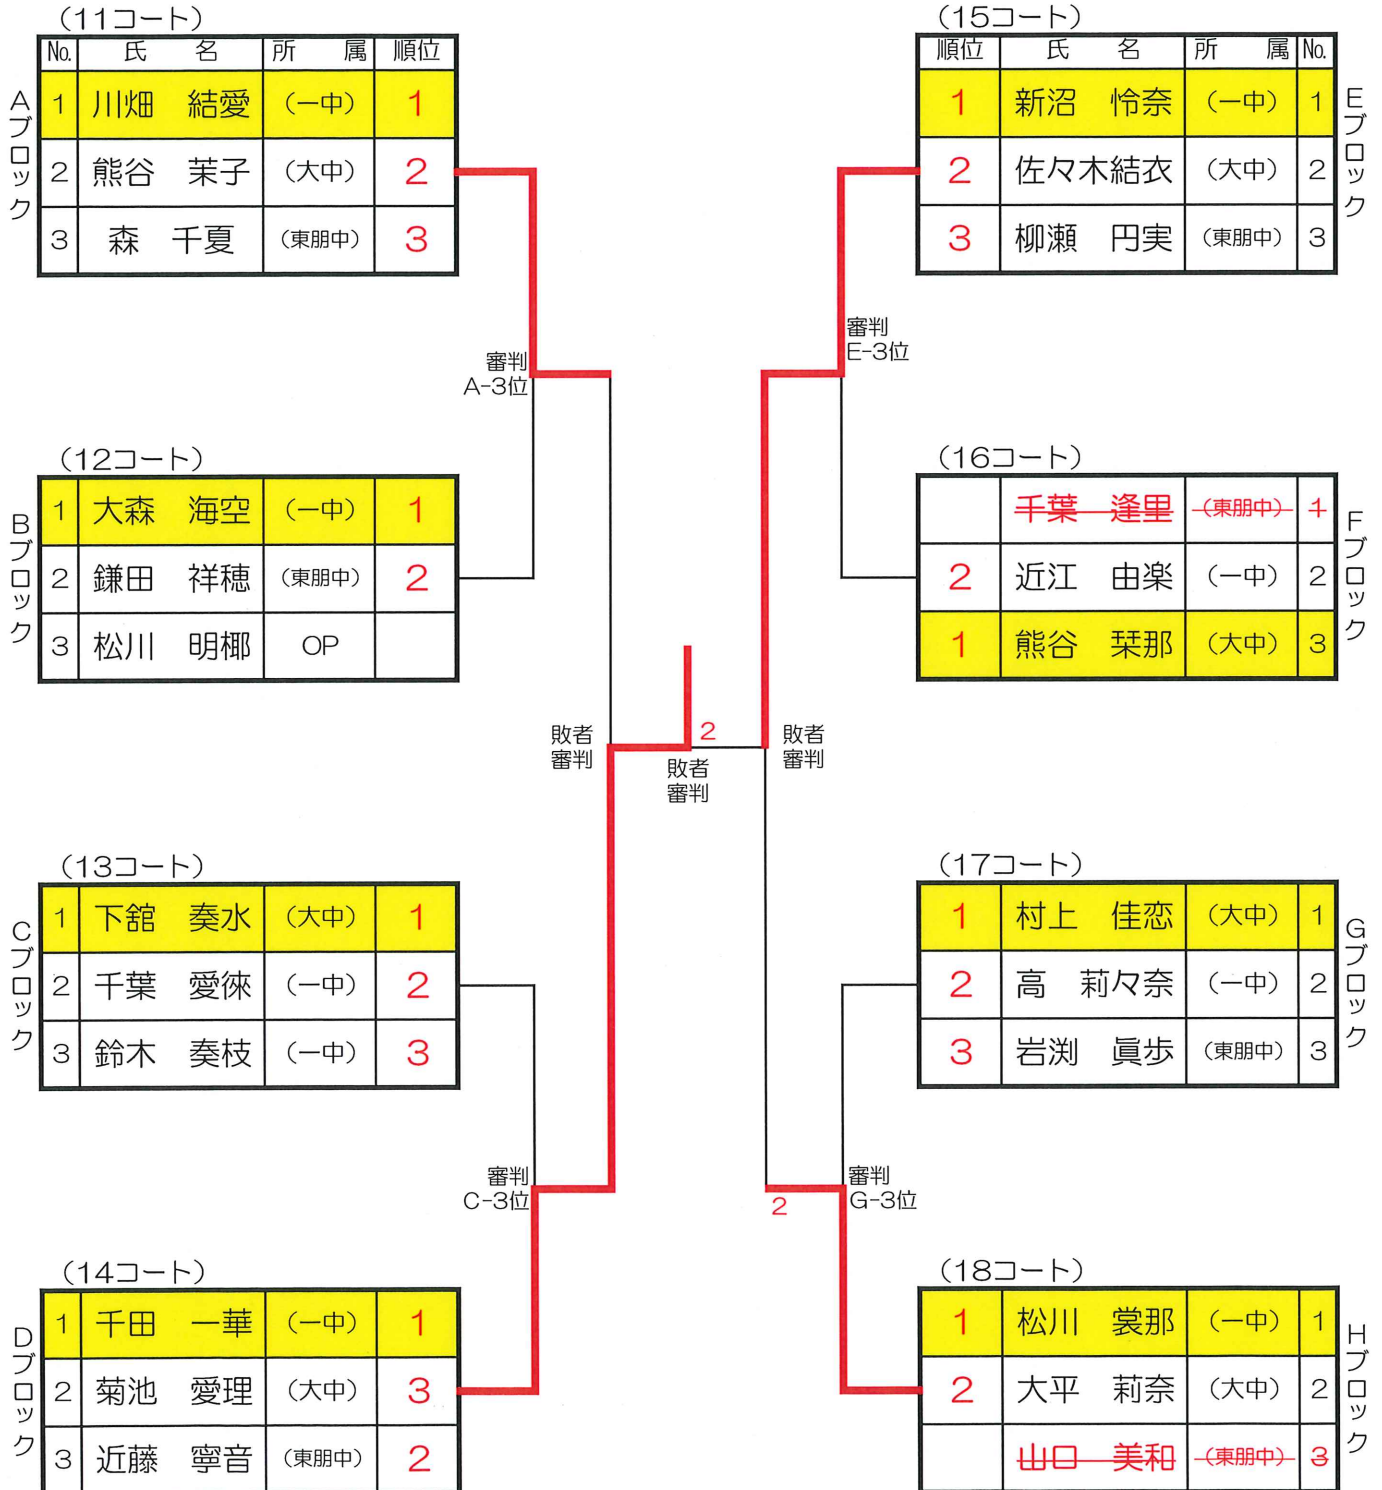 (11コート)
No. 氏 名 所 属 順位
Aブロック
1 川畑 結愛 (一中) 1
2 熊谷 茉子 (大中) 2
3 森 千夏 (東朋中) 3
審判
A-3位
(12コート)
Bブロック
1 大森 海空 (一中) 1
2 鎌田 祥穂 (東朋中) 2
3 松川 明梛 OP
敗者
審判
(13コート)
Cブロック
1 下舘 奏水 (大中) 1
2 千葉 愛徠 (一中) 2
3 鈴木 奏枝 (一中) 3
審判
C-3位
(14コート)
Dブロック
1 千田 一華 (一中) 1
2 菊池 愛理 (大中) 3
3 近藤 寧音 (東朋中) 2
2
敗者
審判
(15コート)
順位 氏 名 所 属 No.
Eブロック
1 新沼 怜奈 (一中) 1
2 佐々木結衣 (大中) 2
3 柳瀬 円実 (東朋中) 3
審判
E-3位
(16コート)
Fブロック
千葉 逢里 (東朋中) 1
2 近江 由楽 (一中) 2
1 熊谷 栞那 (大中) 3
敗者
審判
(17コート)
Gブロック
1 村上 佳恋 (大中) 1
2 高 莉々奈 (一中) 2
3 岩渕 眞歩 (東朋中) 3
審判
G-3位
2
(18コート)
Hブロック
1 松川 裳那 (一中) 1
2 大平 莉奈 (大中) 2
山口 美和 (東朋中) 3